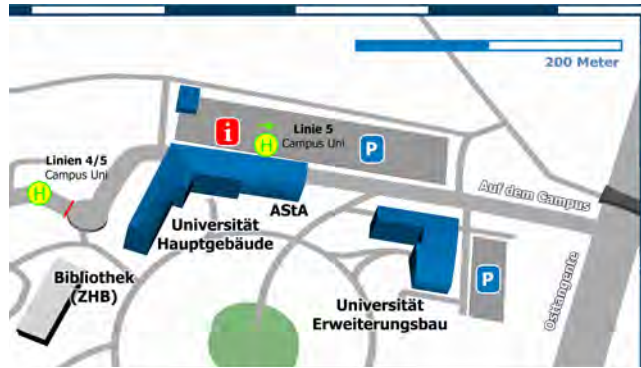 200 Meter
i
Linie 5
H
Campus Uni
P
Linien 4/5
Campus Uni
H
Auf dem Campus
AStA
Universität
Hauptgebäude
Bibliothek
(ZHB)
P
Universität
Erweiterungsbau
Osttangente